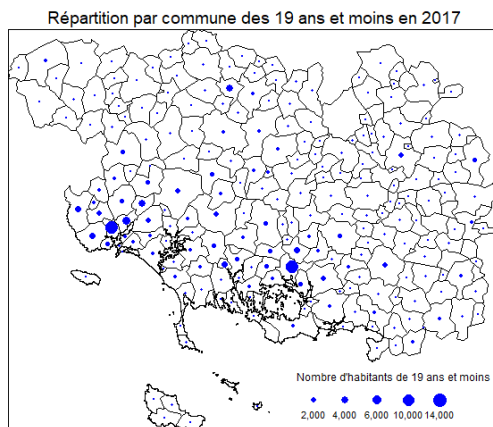 Répartition par commune des 19 ans et moins en 2017
Nombre d'habitants de 19 ans et moins
2,000 4,000 6,000 10,000 14,000